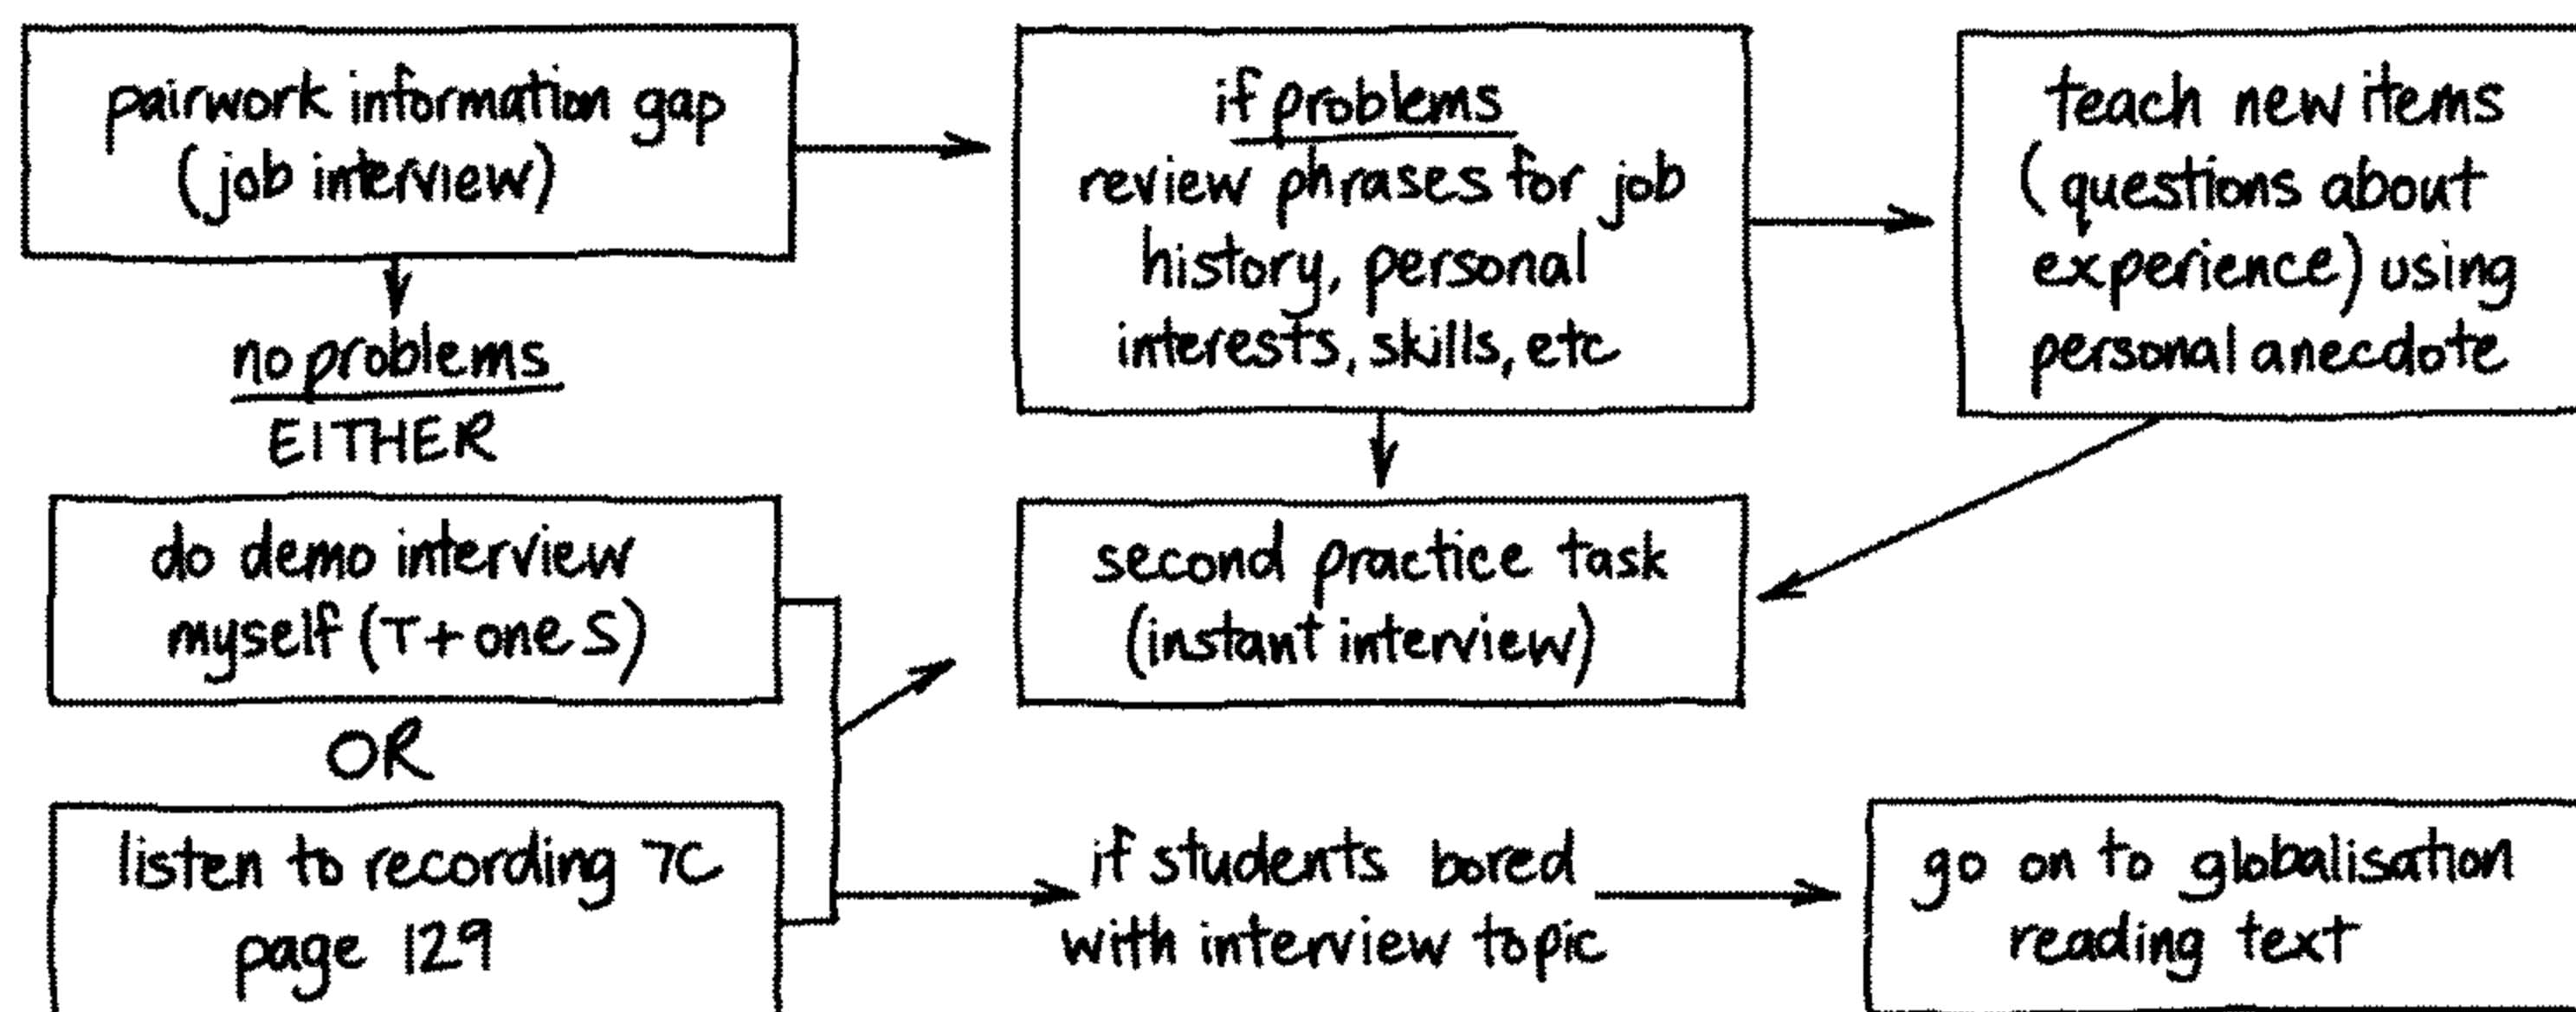 pairwork information gap
(job interview)
if problems
review phrases for job
history, personal
interests, skills, etc
teach new items
(questions about
experience) using
personal anecdote
no problems
EITHER
do demo interview
myself (T+ one S)
second practice task
(instant interview)
OR
listen to recording 7C
page 129
if students bored
with interview topic
go on to globalisation
reading text